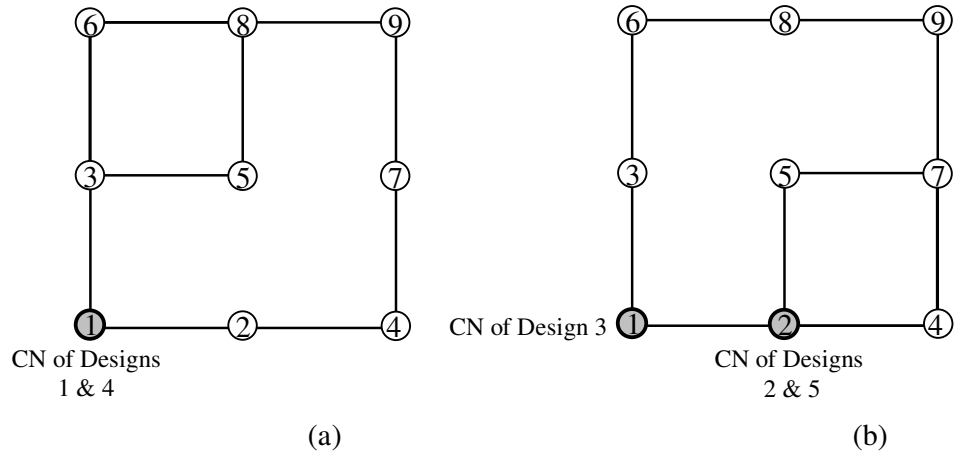 6 8 9
3 5 7
1 2 4
CN of Designs
1 & 4
(a)
6 8 9
3 5 7
CN of Design 3 1 2 4
CN of Designs
2 & 5
(b)